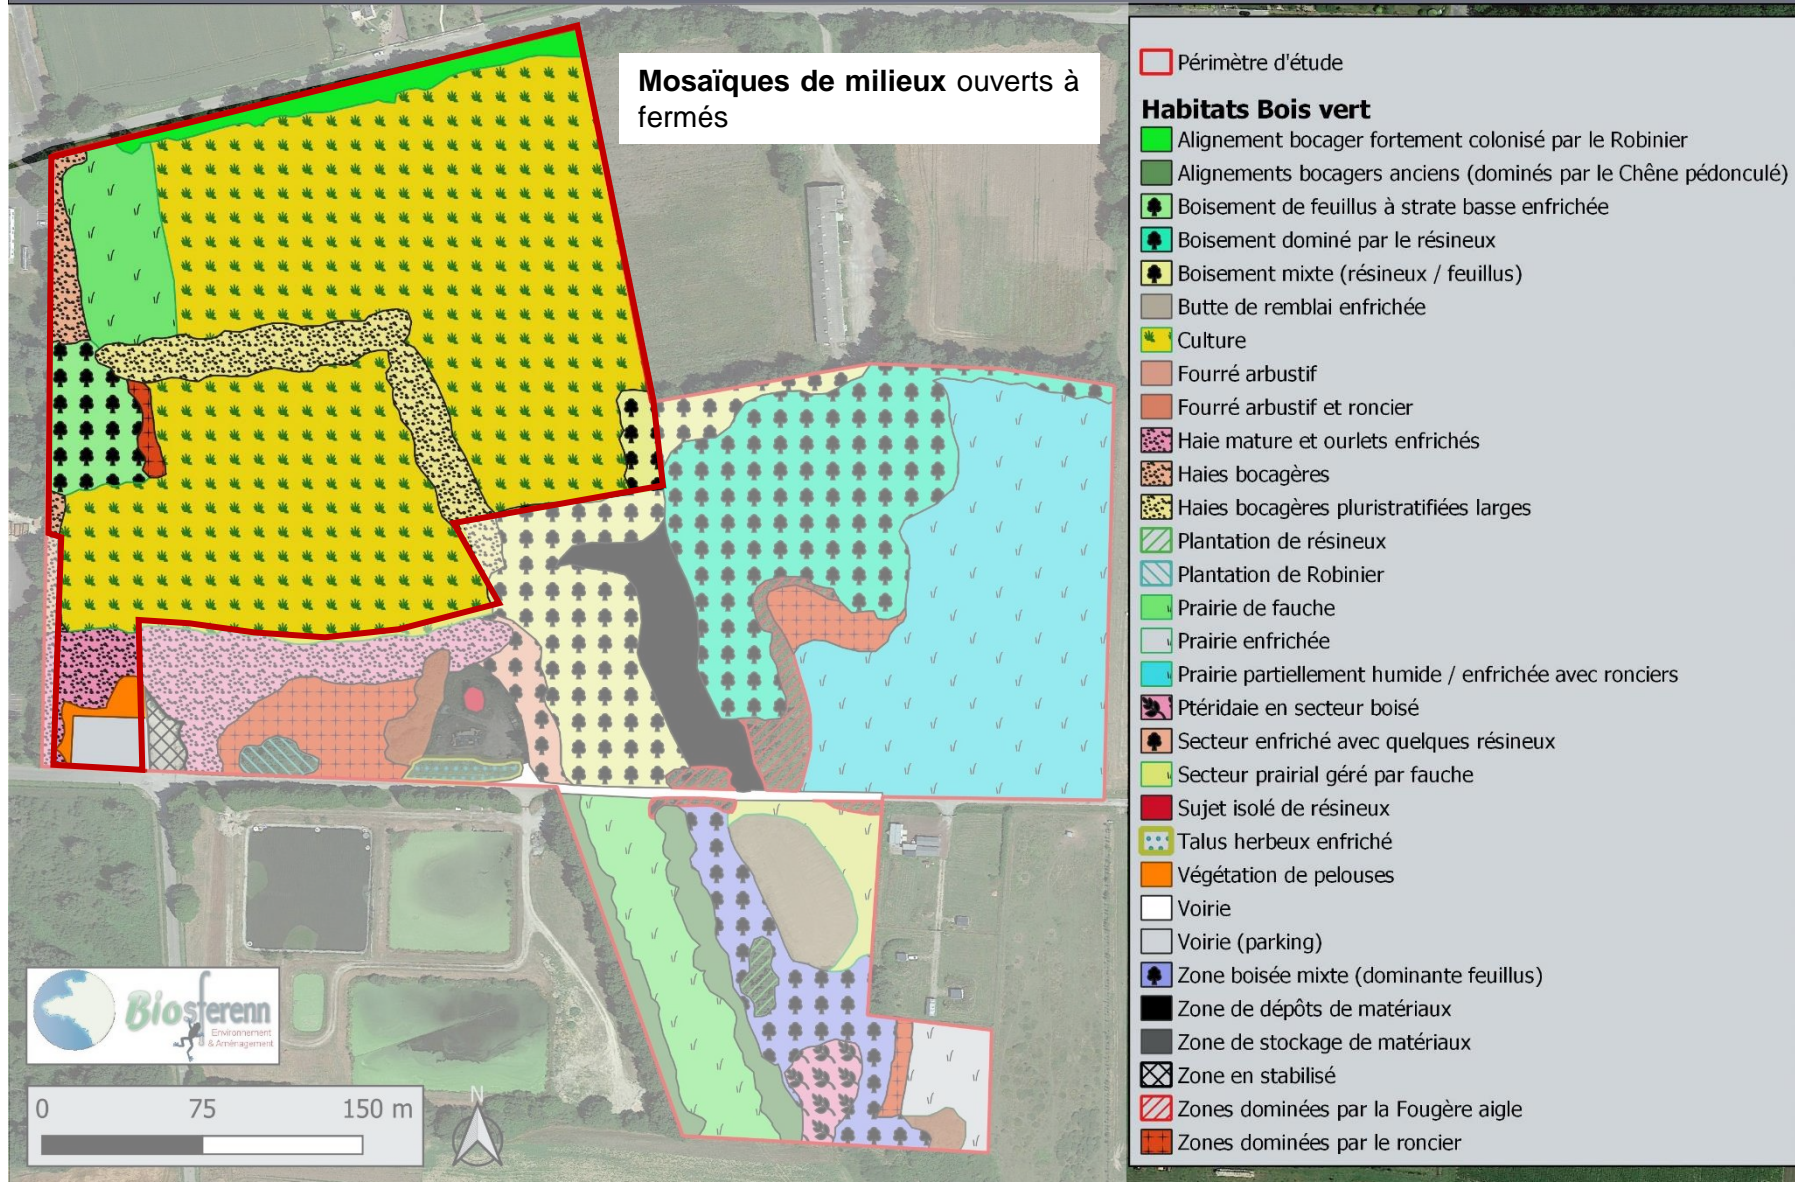 Mosaïques de milieux ouverts à
fermés
Périmètre d'étude
Habitats Bois vert
Alignement bocager fortement colonisé par le Robinier
Alignements bocagers anciens (dominés par le Chêne pédonculé)
Boisement de feuillus à strate basse enfrichée
Boisement dominé par le résineux
Boisement mixte (résineux / feuillus)
Butte de remblai enfrichée
Culture
Fourré arbustif
Fourré arbustif et roncier
Haie mature et ourlets enfrichés
Haies bocagères
Haies bocagères pluristratifiées larges
Plantation de résineux
Plantation de Robinier
Prairie de fauche
Prairie enfrichée
Prairie partiellement humide / enfrichée avec ronciers
Ptéridaie en secteur boisé
Secteur enfriché avec quelques résineux
Secteur prairial géré par fauche
Sujet isolé de résineux
Talus herbeux enfriché
Végétation de pelouses
Voirie
Voirie (parking)
Zone boisée mixte (dominante feuillus)
Zone de dépôts de matériaux
Zone de stockage de matériaux
Zone en stabilisé
Zones dominées par la Fougère aigle
Zones dominées par le roncier
Biosferenn
Environnement
& Aménagement
0 75 150 m
N